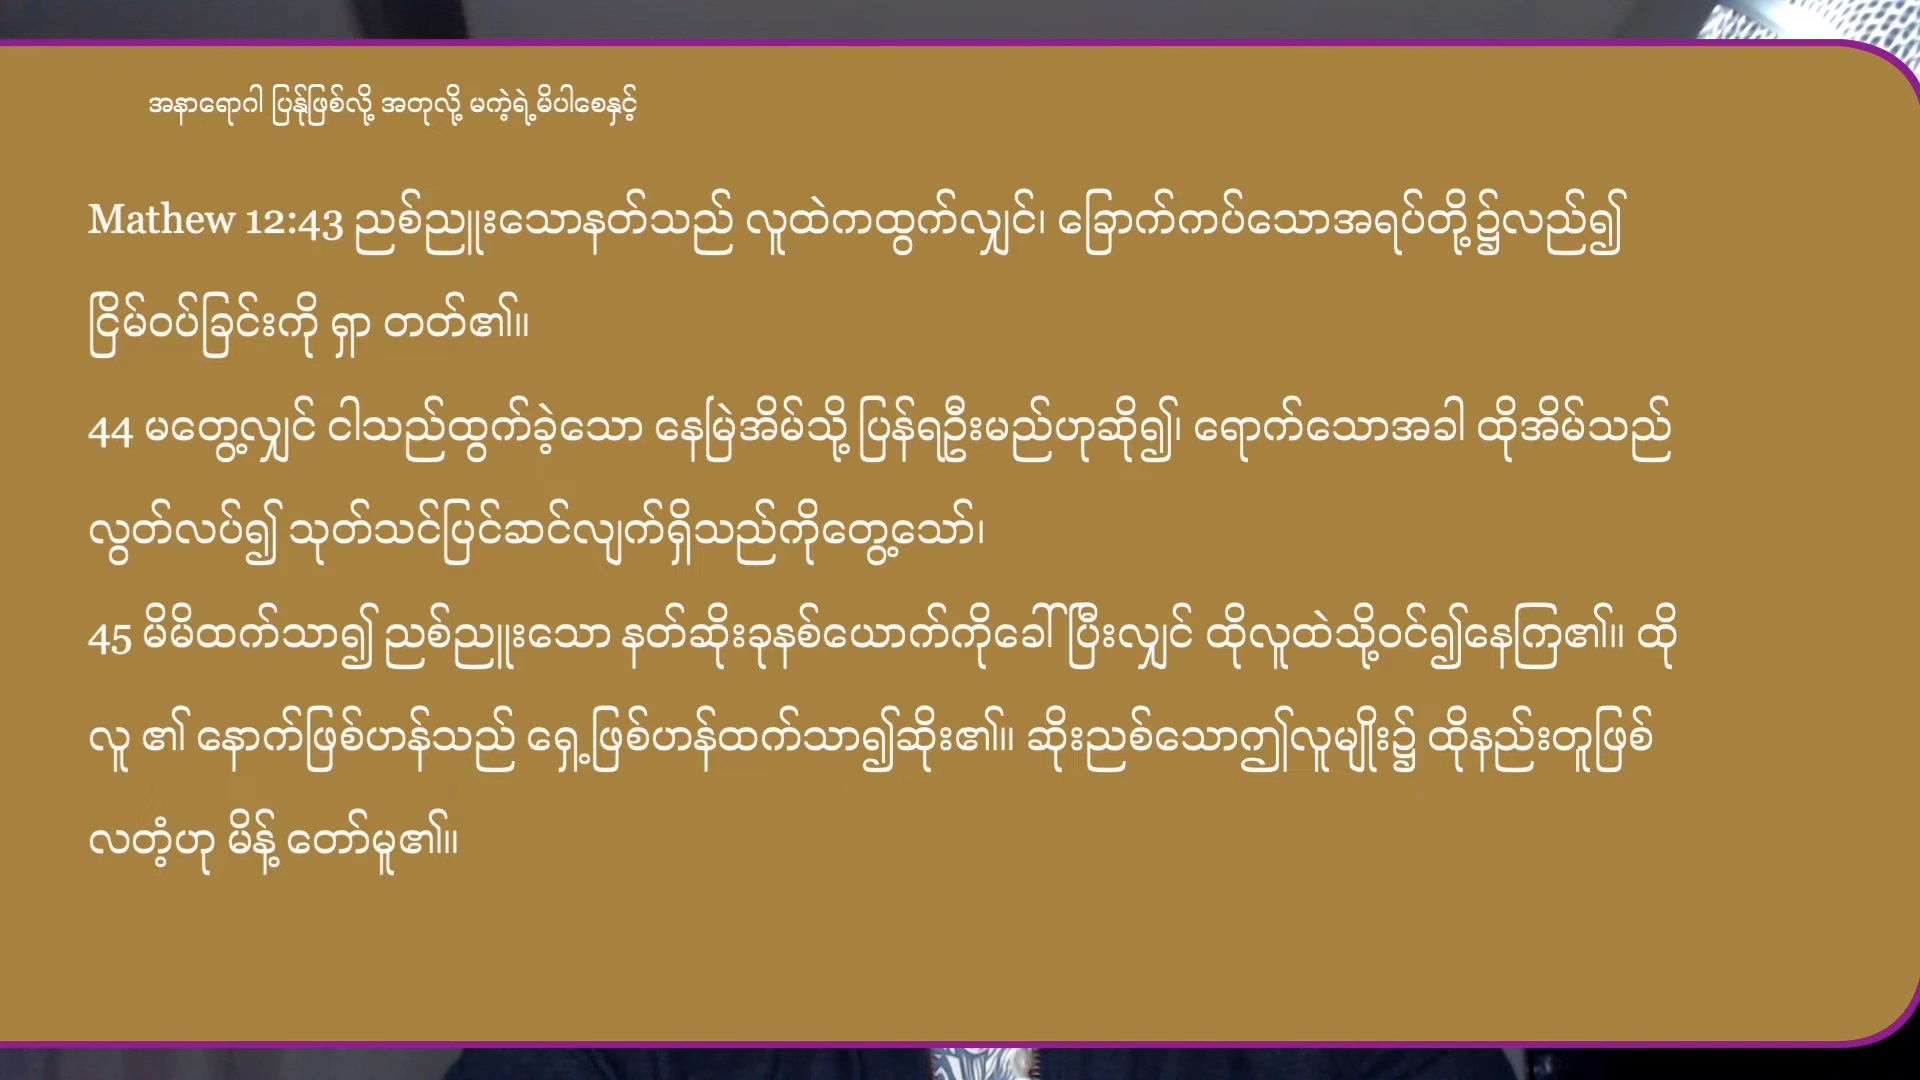 အနာရောဂါ ပြန်ဖြစ်လို့ အတုလို့ မကဲ့ရဲ့မိပါစေနှင့်
Mathew 12:43 ညစ်ညူးသောနတ်သည် လူထဲကထွက်လျှင်၊ ခြောက်ကပ်သောအရပ်တို့၌လည်၍
ငြိမ်ဝပ်ခြင်းကို ရှာ တတ်၏။
44 မတွေ့လျှင် ငါသည်ထွက်ခဲ့သော နေမြဲအိမ်သို့ ပြန်ရဦးမည်ဟုဆို၍၊ ရောက်သောအခါ ထိုအိမ်သည်
လွတ်လပ်၍ သုတ်သင်ပြင်ဆင်လျက်ရှိသည်ကိုတွေ့သော်၊
45 မိမိထက်သာ၍ ညစ်ညူးသော နတ်ဆိုးခုနစ်ယောက်ကိုခေါ်ပြီးလျှင် ထိုလူထဲသို့ဝင်၍နေကြ၏။ ထို
လူ ၏ နောက်ဖြစ်ဟန်သည် ရှေ့ဖြစ်ဟန်ထက်သာ၍ဆိုး၏။ ဆိုးညစ်သောဤလူမျိုး၌ ထိုနည်းတူဖြစ်
လတံ့ဟု မိန့် တော်မူ၏။